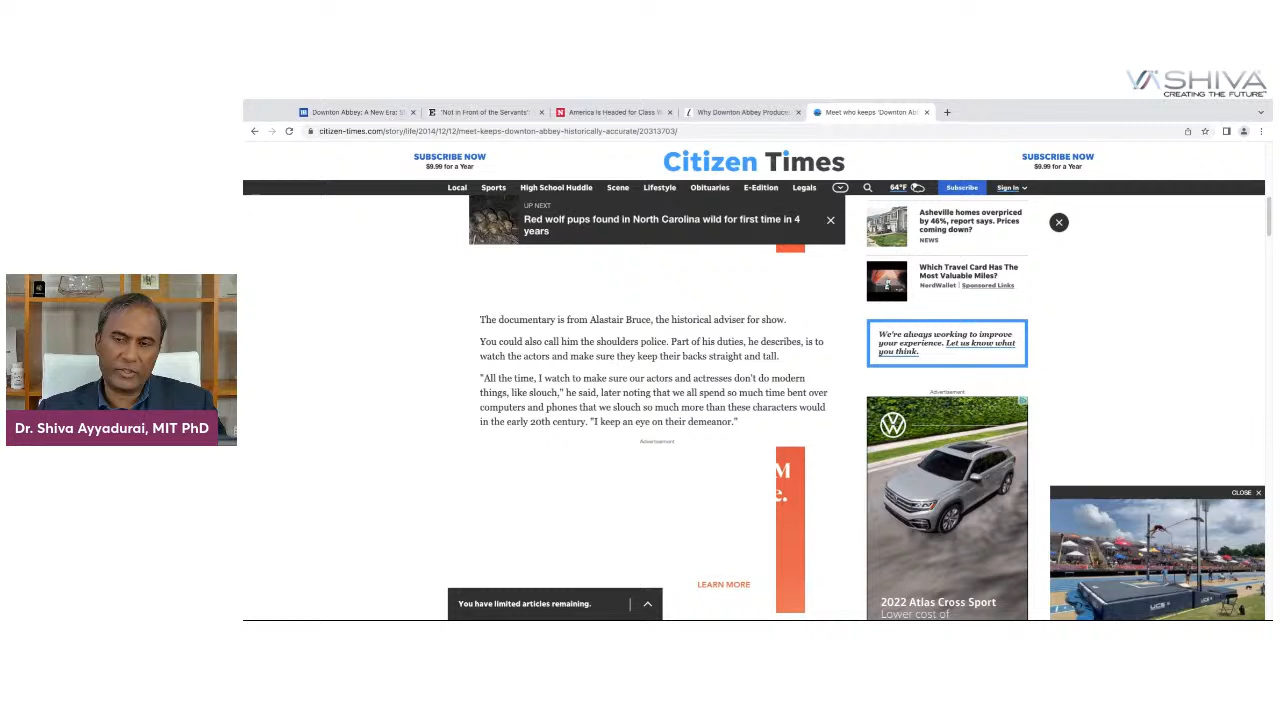 VASHIVA
CREATING THE FUTURE™
Downton Abbey: A New Era:
'Not in Front of the Servants':
America Is Headed for Class
Why Downton Abbey Produce
Meet who keeps 'Downton Ab
citizen-times.com/story/life/2014/12/12/meet-keeps-downton-abbey-historically-accurate/20313703/
SUBSCRIBE NOW
$9.99 for a Year
Citizen Times
SUBSCRIBE NOW
$9.99 for a Year
Local Sports High School Huddle Scene Lifestyle Obituaries E-Edition Legals 64°F Subscribe Sign In
UP NEXT
Red wolf pups found in North Carolina wild for first time in 4
years
Asheville homes overpriced
by 46%, report says. Prices
coming down?
NEWS
Which Travel Card Has The
Most Valuable Miles?
NerdWallet | Sponsored Links
The documentary is from Alastair Bruce, the historical adviser for show.
You could also call him the shoulders police. Part of his duties, he describes, is to
watch the actors and make sure they keep their backs straight and tall.
"All the time, I watch to make sure our actors and actresses don't do modern
things, like slouch," he said, later noting that we all spend so much time bent over
computers and phones that we slouch so much more than these characters would
in the early 20th century. "I keep an eye on their demeanor."
Advertisement
We're always working to improve
your experience. Let us know what
you think.
Advertisement
M
e.
LEARN MORE
You have limited articles remaining.
2022 Atlas Cross Sport
Lower cost of
CLOSE X
UCS
Dr. Shiva Ayyadurai, MIT PhD